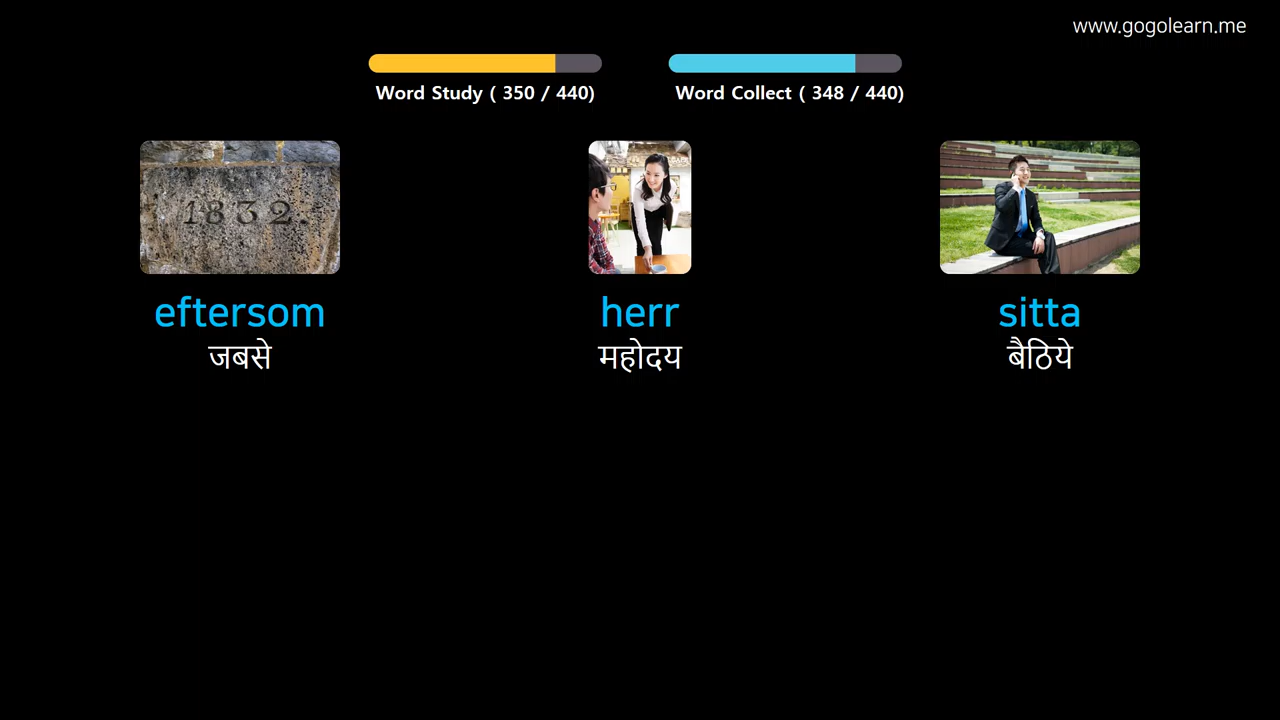 www.gogolearn.me
Word Study ( 350 / 440)
Word Collect ( 348 / 440)
1832.
eftersom
herr
sitta
जबसे
महोदय
बैठिये